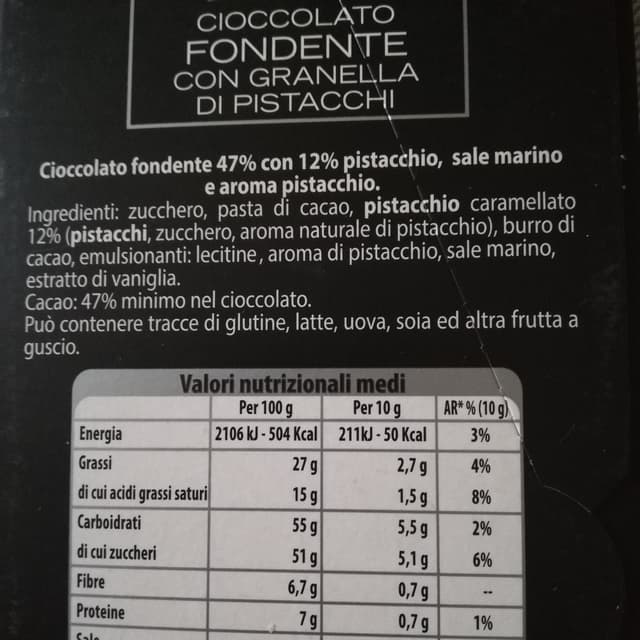 CIOCCOLATO
FONDENTE
CON GRANELLA
DI PISTACCHI
Cioccolato fondente 47% con 12% pistacchio, sale marino
e aroma pistacchio.
Ingredienti: zucchero, pasta di cacao, pistacchio caramellato
12% (pistacchi, zucchero, aroma naturale di pistacchio), burro di
cacao, emulsionanti: lecitine, aroma di pistacchio, sale marino,
estratto di vaniglia.
Cacao: 47% minimo nel cioccolato.
Può contenere tracce di glutine, latte, uova, soia ed altra frutta a
guscio.
Valori nutrizionali medi
Per 100 g Per 10 g AR* % (10 g)
Energia 2106 kJ - 504 Kcal 211kJ - 50 Kcal 3%
Grassi 27 g 2,7 g 4%
di cui acidi grassi saturi 15 g 1,5 g 8%
Carboidrati 55 g 5,5 g 2%
di cui zuccheri 51 g 5,1 g 6%
Fibre 6,7 g 0,7 g --
Proteine 7 g 0,7 g 1%
Sale